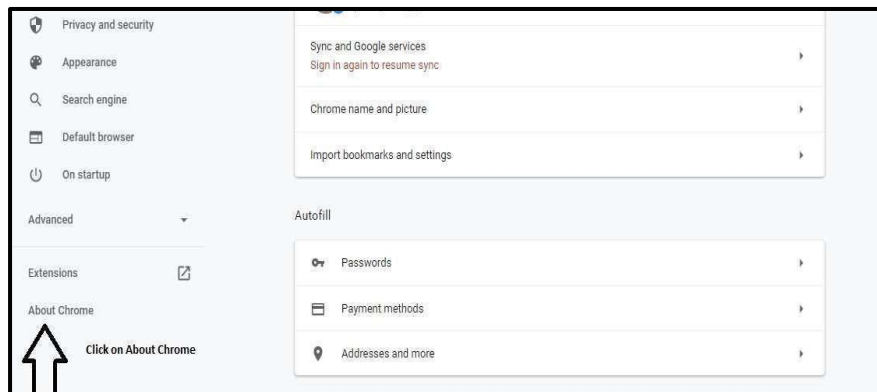 Privacy and security
Appearance
Search engine
Default browser
On startup
Advanced
Extensions
About Chrome
Click on About Chrome
Sync and Google services
Sign in again to resume sync
Chrome name and picture
Import bookmarks and settings
Autofill
Passwords
Payment methods
Addresses and more